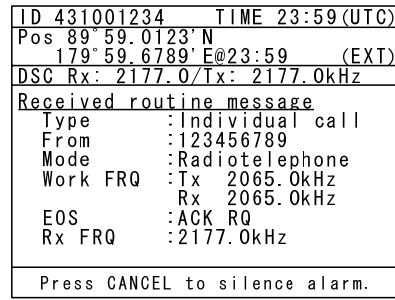 ID 431001234 TIME 23:59(UTC)
Pos 89°59.0123'N
179°59.6789'E@23:59 (EXT)
DSC Rx: 2177.0/Tx: 2177.0kHz
Received routine message
Type :Individual call
From :123456789
Mode :Radiotelephone
Work FRQ :Tx 2065.0kHz
Rx 2065.0kHz
EOS :ACK RQ
Rx FRQ :2177.0kHz
Press CANCEL to silence alarm.